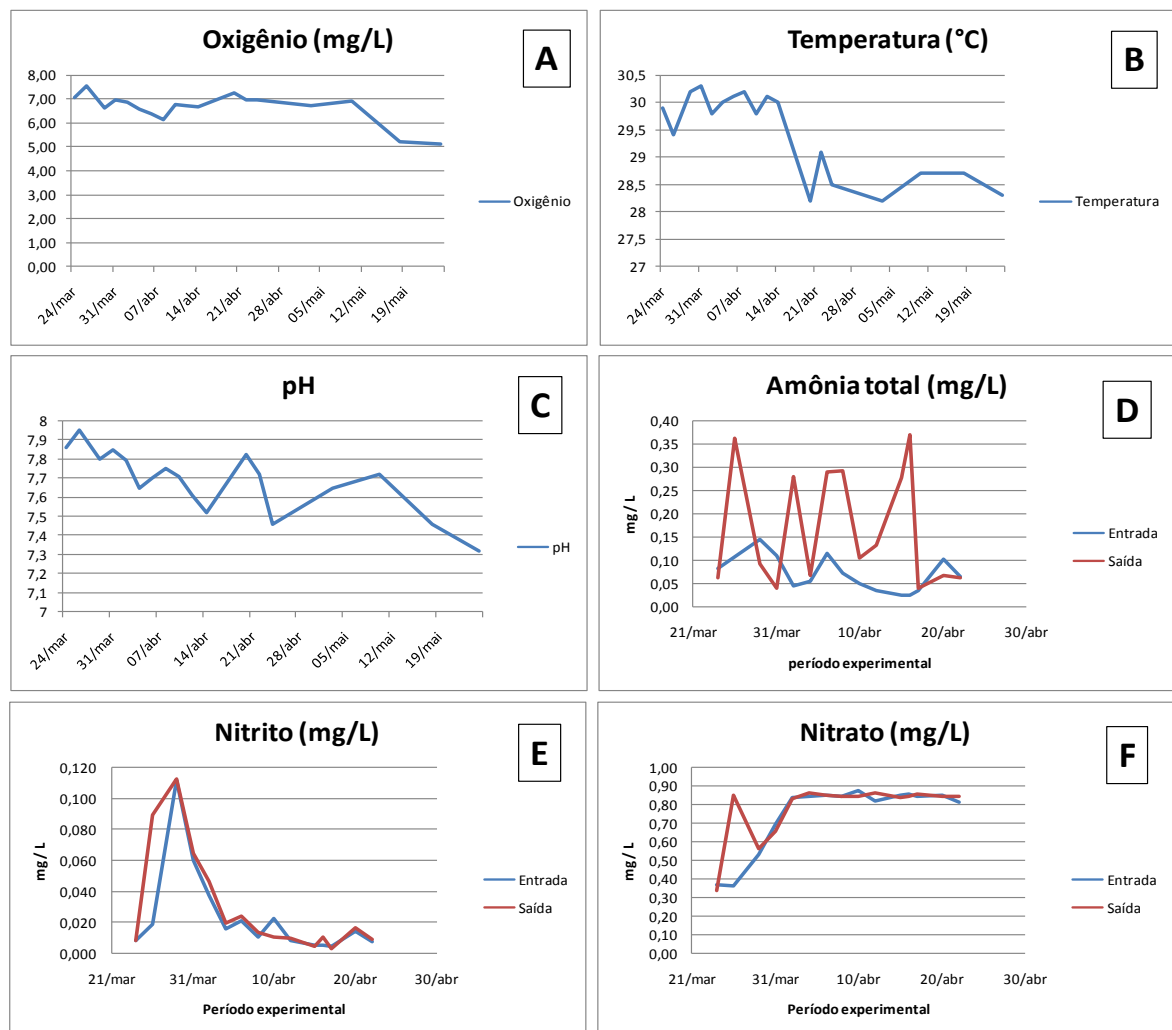 Oxigênio (mg/L)
A
8,00
7,00
6,00
5,00
4,00
3,00
2,00
1,00
0,00
Oxigênio
24/mar
31/mar
07/abr
14/abr
21/abr
28/abr
05/mai
12/mai
19/mai
Temperatura (°C)
B
30,5
30
29,5
29
28,5
28
27,5
27
Temperatura
24/mar
31/mar
07/abr
14/abr
21/abr
28/abr
05/mai
12/mai
19/mai
pH
C
8
7,9
7,8
7,7
7,6
7,5
7,4
7,3
7,2
7,1
7
pH
24/mar
31/mar
07/abr
14/abr
21/abr
28/abr
05/mai
12/mai
19/mai
Amônia total (mg/L)
D
0,40
0,35
0,30
0,25
0,20
0,15
0,10
0,05
0,00
mg/ L
Entrada
Saída
21/mar 31/mar 10/abr 20/abr 30/abr
período experimental
Nitrito (mg/L)
E
0,120
0,100
0,080
0,060
0,040
0,020
0,000
mg/ L
Entrada
Saída
21/mar 31/mar 10/abr 20/abr 30/abr
Período experimental
Nitrato (mg/L)
F
1,00
0,90
0,80
0,70
0,60
0,50
0,40
0,30
0,20
0,10
0,00
mg/ L
Entrada
Saída
21/mar 31/mar 10/abr 20/abr 30/abr
Período experimental